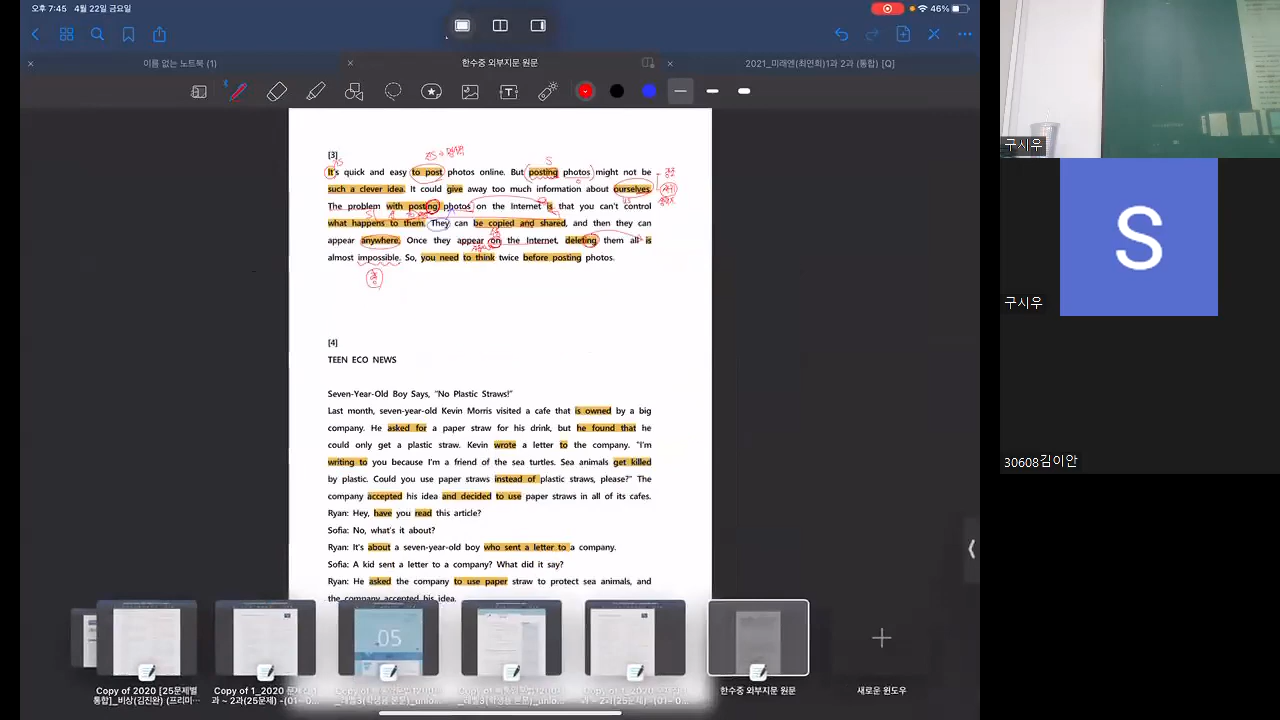 오후 7:45 4월 22일 금요일
46%
이름 없는 노트북 (1)
한수중 외부지문 원문
2021_미래엔(최연희)1과 2과 (통합) [Q]
[3]
It's quick and easy to post photos online. But posting photos might not be
such a clever idea. It could give away too much information about ourselves.
The problem with posting photos on the Internet is that you can't control
what happens to them. They can be copied and shared, and then they can
appear anywhere. Once they appear on the Internet, deleting them all is
almost impossible. So, you need to think twice before posting photos.
[4]
TEEN ECO NEWS
Seven-Year-Old Boy Says, "No Plastic Straws!"
Last month, seven-year-old Kevin Morris visited a cafe that is owned by a big
company. He asked for a paper straw for his drink, but he found that he
could only get a plastic straw. Kevin wrote a letter to the company. "I'm
writing to you because I'm a friend of the sea turtles. Sea animals get killed
by plastic. Could you use paper straws instead of plastic straws, please?" The
company accepted his idea and decided to use paper straws in all of its cafes.
Ryan: Hey, have you read this article?
Sofia: No, what's it about?
Ryan: It's about a seven-year-old boy who sent a letter to a company.
Sofia: A kid sent a letter to a company? What did it say?
Ryan: He asked the company to use paper straw to protect sea animals, and
the company accepted his idea.
05
Copy of 2020 [25문제별
통합]_비상(김진완) (프리미…
Copy of 1_2020
한수중 외부지문 원문
새로운 윈도우
구시우
S
구시우
30608김이안